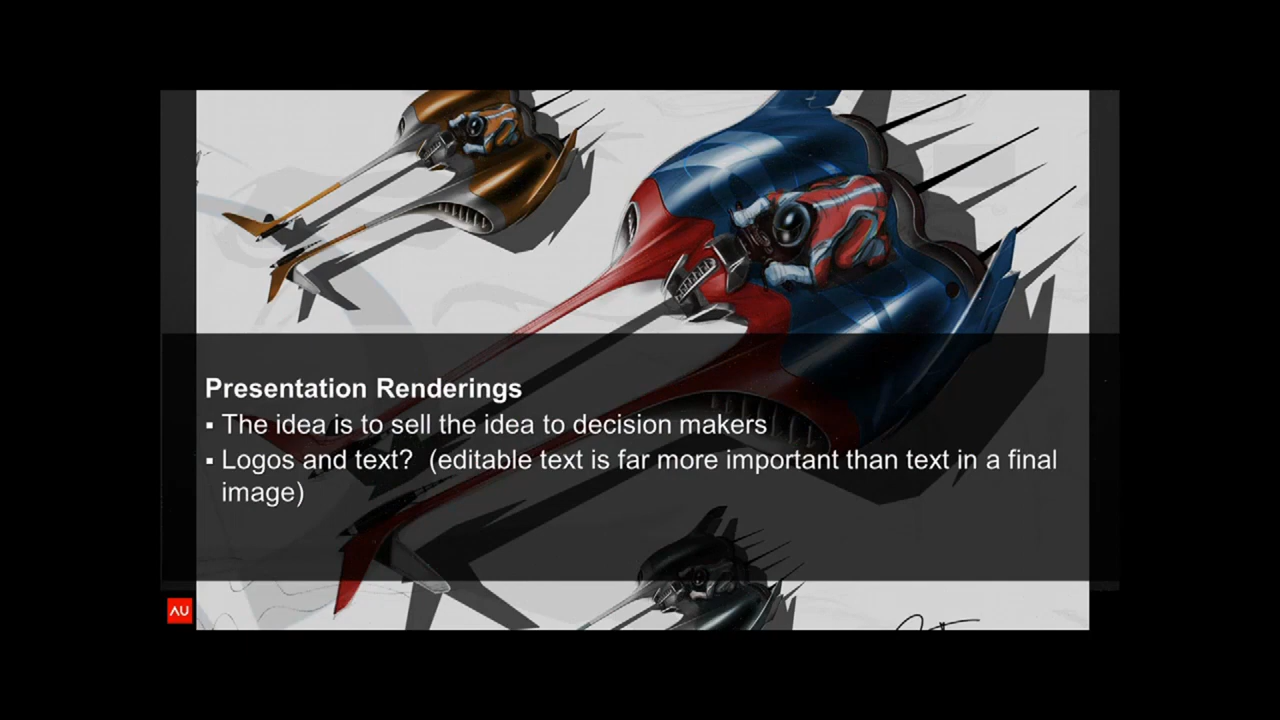 Presentation Renderings
▪ The idea is to sell the idea to decision makers
▪ Logos and text?  (editable text is far more important than text in a final
image)
AU